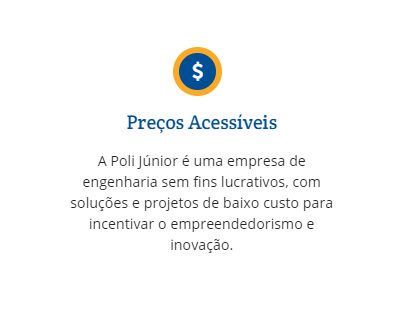 $
Preços Acessíveis
A Poli Júnior é uma empresa de
engenharia sem fins lucrativos, com
soluções e projetos de baixo custo para
incentivar o empreendedorismo e
inovação.